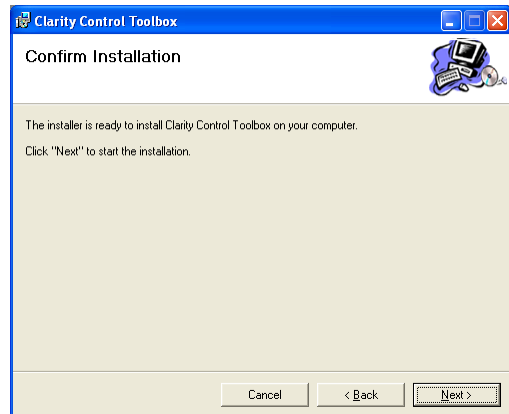 Clarity Control Toolbox
Confirm Installation
The installer is ready to install Clarity Control Toolbox on your computer.
Click "Next" to start the installation.
Cancel
< Back
Next >